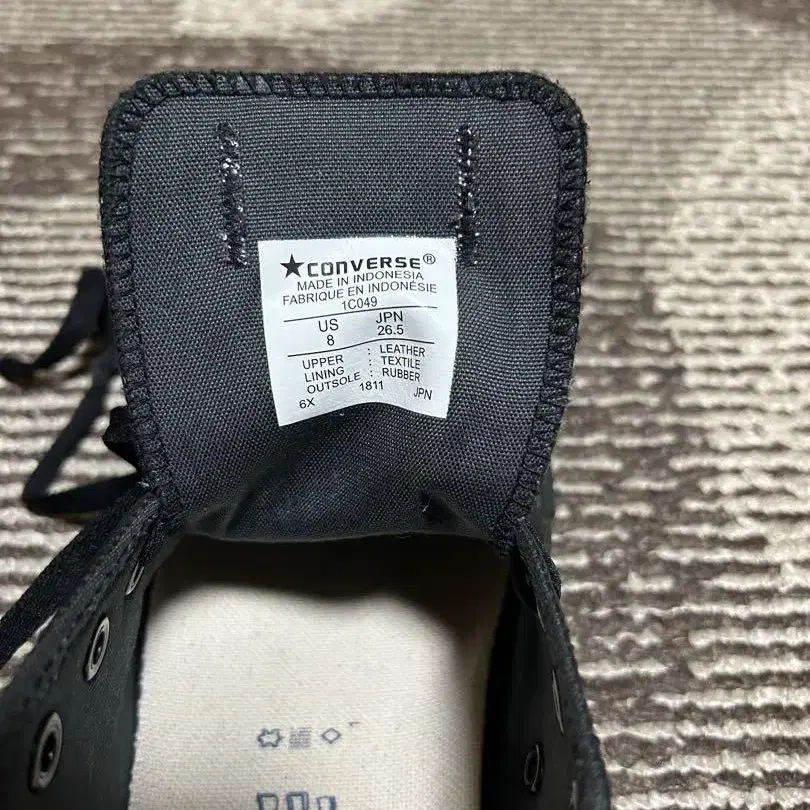 ★CONVERSE®
MADE IN INDONESIA
FABRIQUE EN INDONÉSIE
1C049
US JPN
8 26.5
UPPER : LEATHER
LINING : TEXTILE
OUTSOLE : RUBBER
6X 1811 JPN